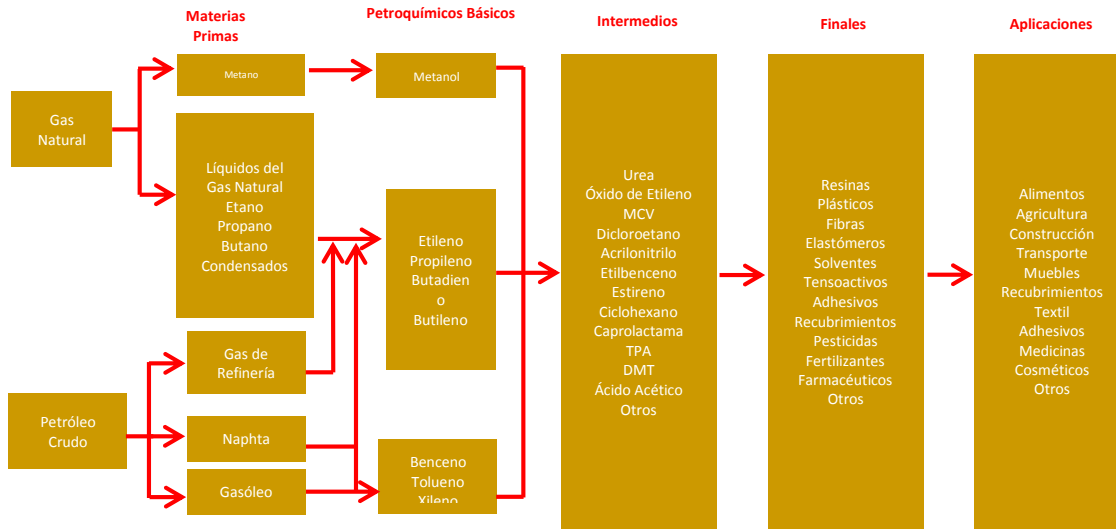 Materias
Primas
Petroquímicos Básicos
Intermedios
Finales
Aplicaciones
Gas
Natural
Petróleo
Crudo
Metano
Líquidos del
Gas Natural
Etano
Propano
Butano
Condensados
Gas de
Refinería
Naphta
Gasóleo
Metanol
Etileno
Propileno
Butadien
o
Butileno
Benceno
Tolueno
Xileno
Urea
Óxido de Etileno
MCV
Dicloroetano
Acrilonitrilo
Etilbenceno
Estireno
Ciclohexano
Caprolactama
TPA
DMT
Ácido Acético
Otros
Resinas
Plásticos
Fibras
Elastómeros
Solventes
Tensoactivos
Adhesivos
Recubrimientos
Pesticidas
Fertilizantes
Farmacéuticos
Otros
Alimentos
Agricultura
Construcción
Transporte
Muebles
Recubrimientos
Textil
Adhesivos
Medicinas
Cosméticos
Otros